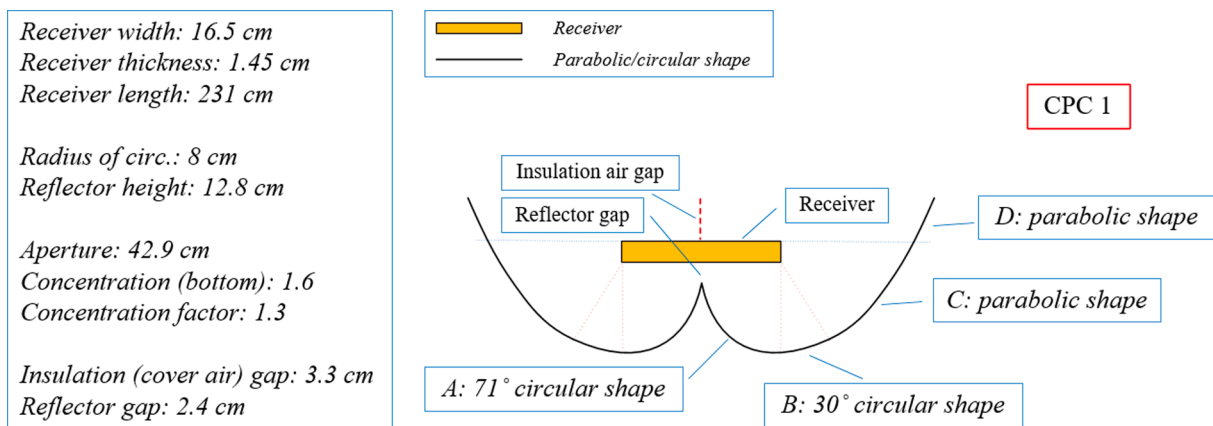 Receiver width: 16.5 cm
Receiver thickness: 1.45 cm
Receiver length: 231 cm
Radius of circ.: 8 cm
Reflector height: 12.8 cm
Aperture: 42.9 cm
Concentration (bottom): 1.6
Concentration factor: 1.3
Insulation (cover air) gap: 3.3 cm
Reflector gap: 2.4 cm
Receiver
Parabolic/circular shape
CPC 1
Insulation air gap
Reflector gap
Receiver
D: parabolic shape
C: parabolic shape
A: 71° circular shape
B: 30° circular shape